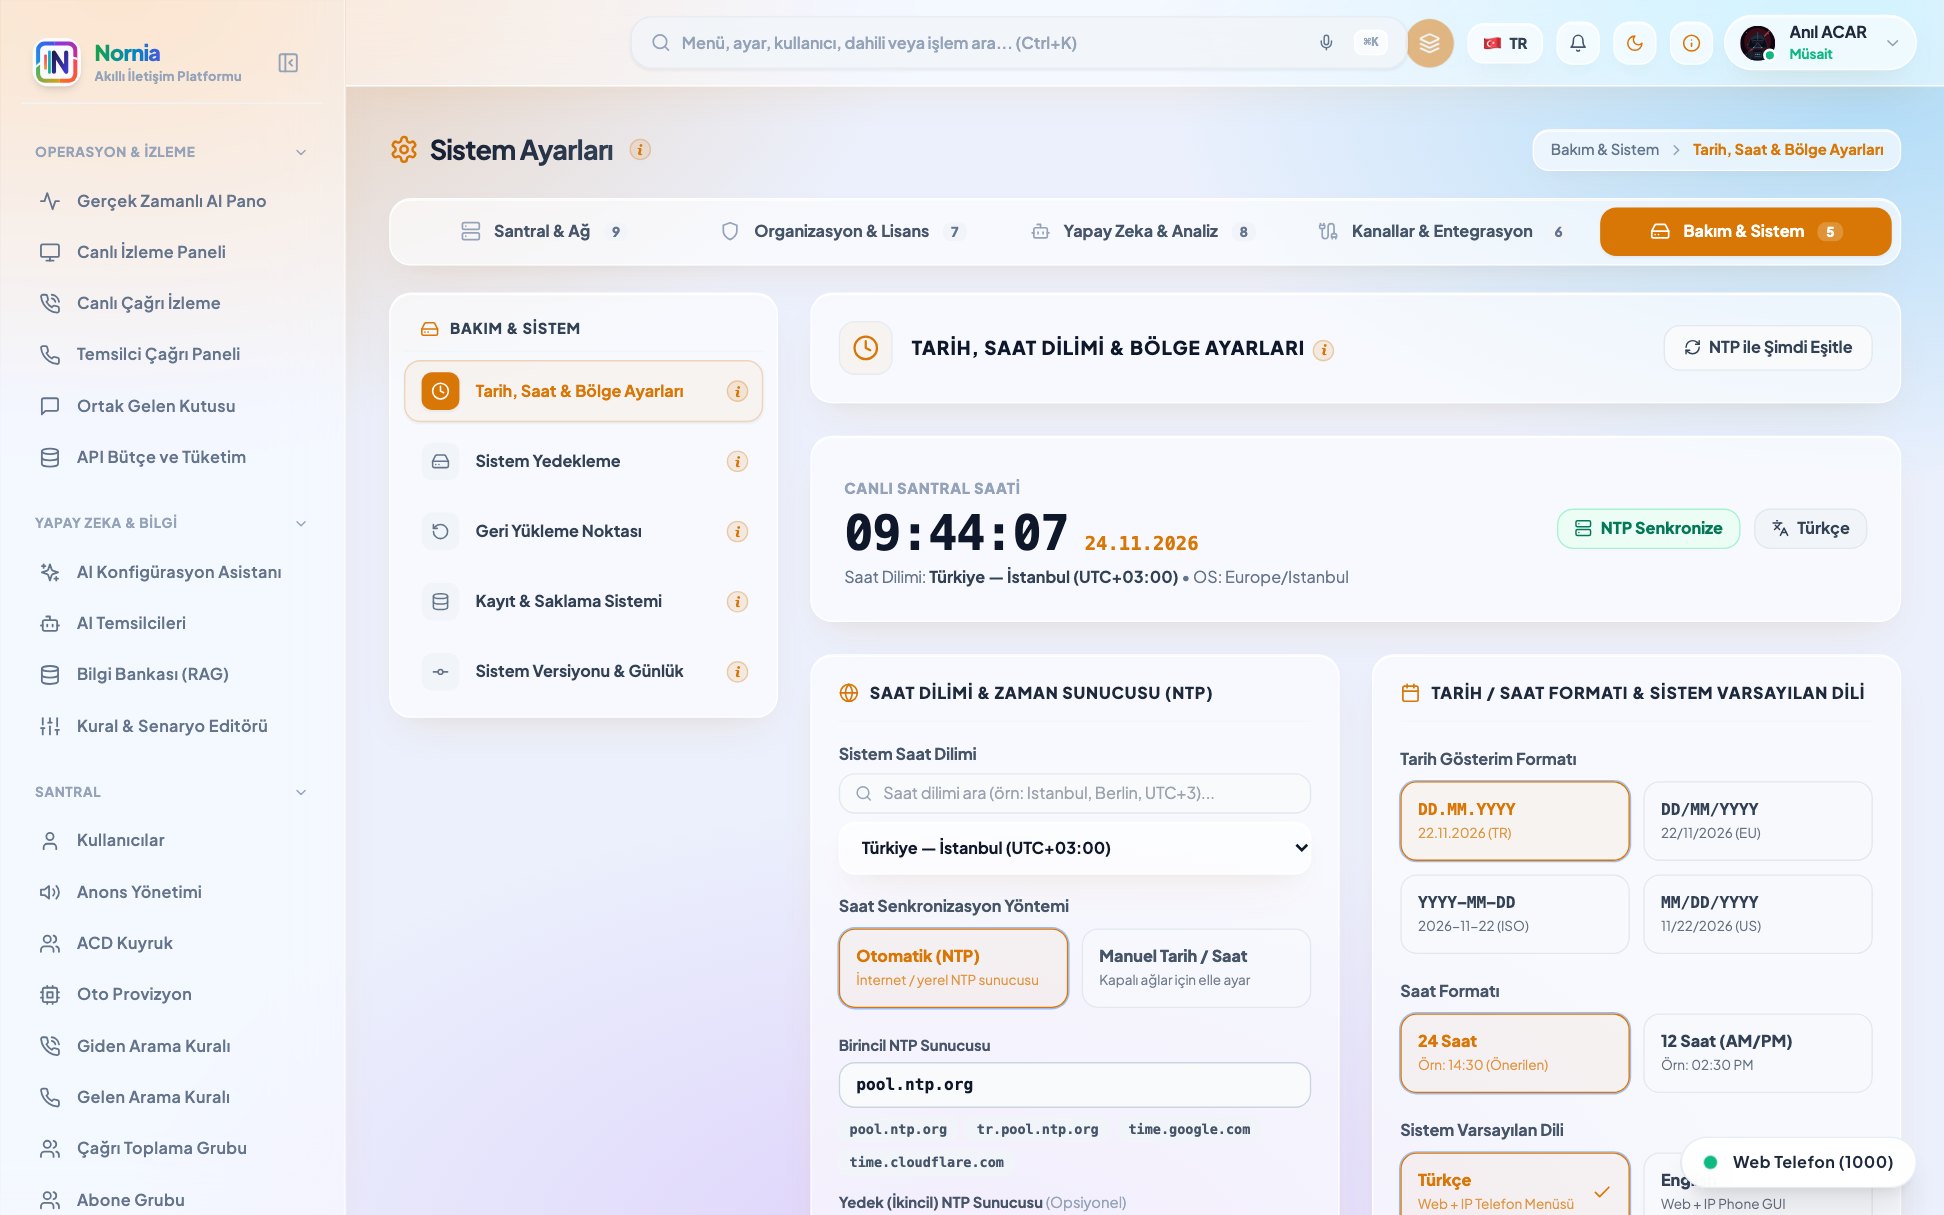 Nornia
Akıllı İletişim Platformu
Menü, ayar, kullanıcı, dahili veya işlem ara... (Ctrl+K)
⌘K
TR
Anıl ACAR
Müsait
OPERASYON & İZLEME
Gerçek Zamanlı AI Pano
Canlı İzleme Paneli
Canlı Çağrı İzleme
Temsilci Çağrı Paneli
Ortak Gelen Kutusu
API Bütçe ve Tüketim
YAPAY ZEKA & BİLGİ
AI Konfigürasyon Asistanı
AI Temsilcileri
Bilgi Bankası (RAG)
Kural & Senaryo Editörü
SANTRAL
Kullanıcılar
Anons Yönetimi
ACD Kuyruk
Oto Provizyon
Giden Arama Kuralı
Gelen Arama Kuralı
Çağrı Toplama Grubu
Abone Grubu
Sistem Ayarları
Bakım & Sistem > Tarih, Saat & Bölge Ayarları
Santral & Ağ 9
Organizasyon & Lisans 7
Yapay Zeka & Analiz 8
Kanallar & Entegrasyon 6
Bakım & Sistem 5
BAKIM & SİSTEM
Tarih, Saat & Bölge Ayarları
Sistem Yedekleme
Geri Yükleme Noktası
Kayıt & Saklama Sistemi
Sistem Versiyonu & Günlük
TARİH, SAAT DİLİMİ & BÖLGE AYARLARI
NTP ile Şimdi Eşitle
CANLI SANTRAL SAATİ
09:44:07 24.11.2026
Saat Dilimi: Türkiye — İstanbul (UTC+03:00) • OS: Europe/Istanbul
NTP Senkronize
Türkçe
SAAT DİLİMİ & ZAMAN SUNUCUSU (NTP)
Sistem Saat Dilimi
Saat dilimi ara (örn: Istanbul, Berlin, UTC+3)...
Türkiye — İstanbul (UTC+03:00)
Saat Senkronizasyon Yöntemi
Otomatik (NTP)
İnternet / yerel NTP sunucusu
Manuel Tarih / Saat
Kapalı ağlar için elle ayar
Birincil NTP Sunucusu
pool.ntp.org
pool.ntp.org tr.pool.ntp.org time.google.com
time.cloudflare.com
Yedek (İkincil) NTP Sunucusu (Opsiyonel)
TARİH / SAAT FORMATI & SİSTEM VARSAYILAN DİLİ
Tarih Gösterim Formatı
DD.MM.YYYY
22.11.2026 (TR)
DD/MM/YYYY
22/11/2026 (EU)
YYYY-MM-DD
2026-11-22 (ISO)
MM/DD/YYYY
11/22/2026 (US)
Saat Formatı
24 Saat
Örn: 14:30 (Önerilen)
12 Saat (AM/PM)
Örn: 02:30 PM
Sistem Varsayılan Dili
Türkçe
Web + IP Telefon Menüsü
Web + IP Phone GUI
Web Telefon (1000)